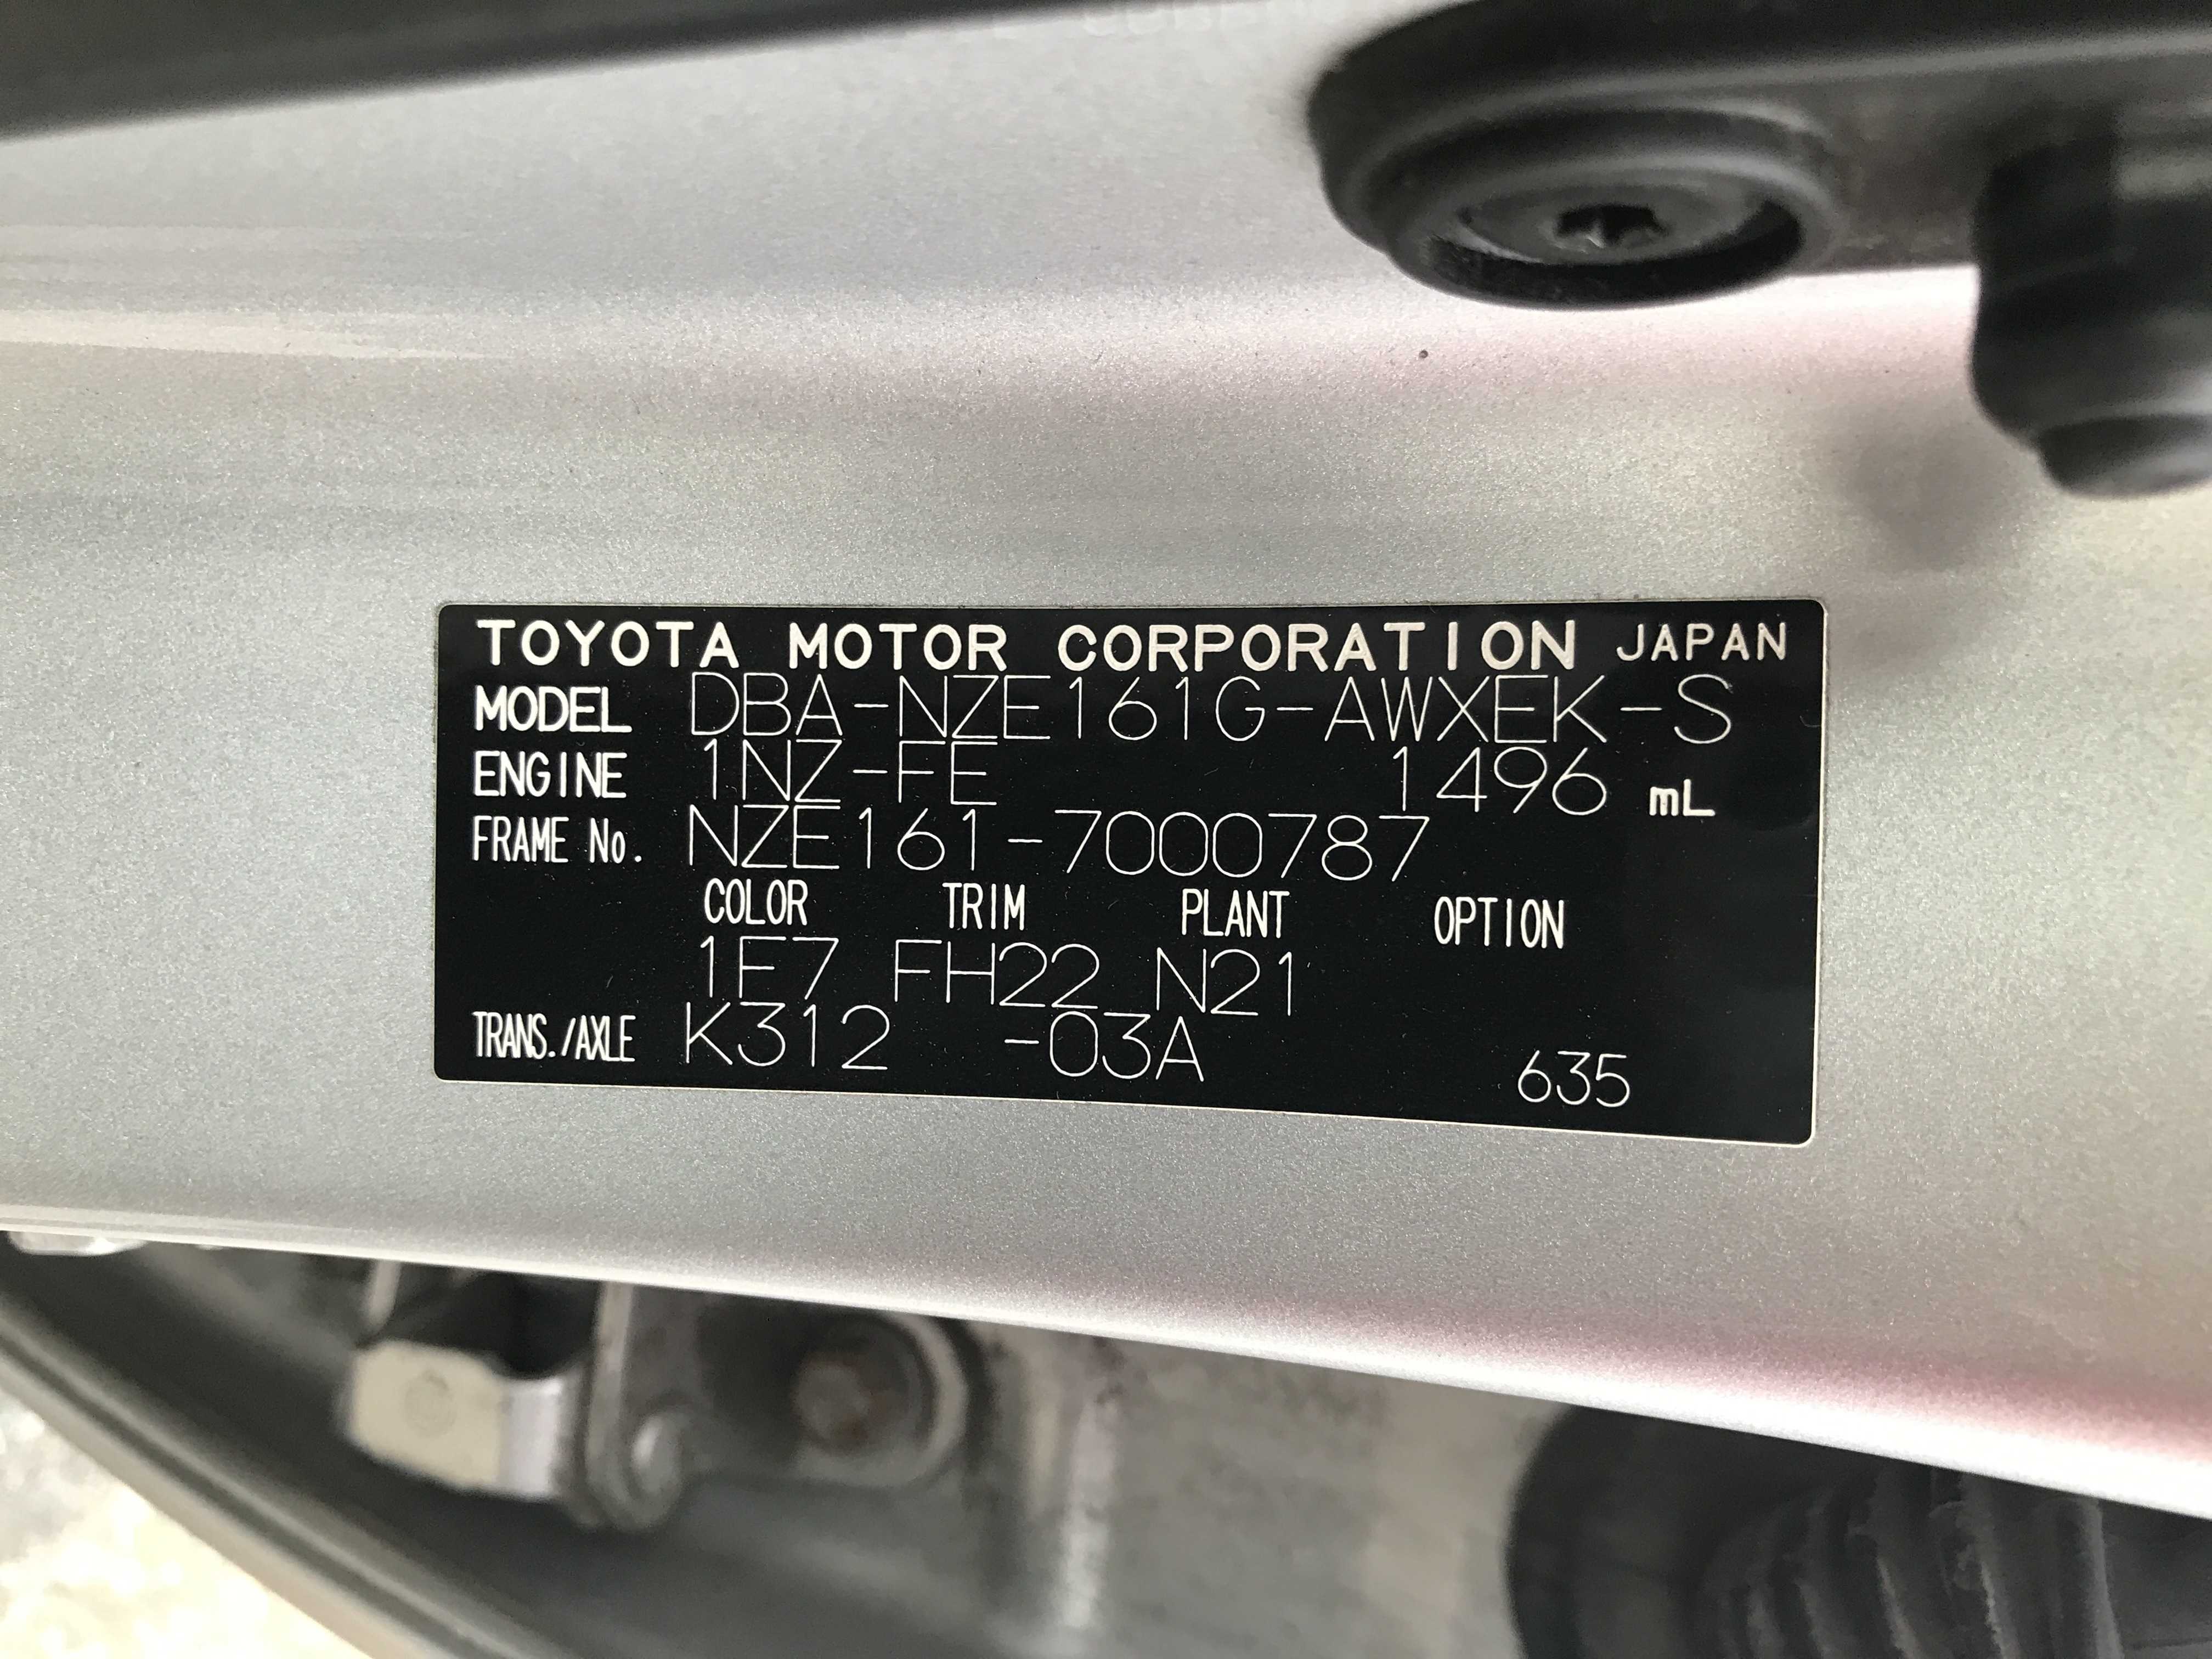 TOYOTA MOTOR CORPORATION JAPAN
MODEL DBA-NZE161G-AWXEK-S
ENGINE 1NZ-FE 1496 mL
FRAME No. NZE161-7000787
COLOR TRIM PLANT OPTION
1F7 FH22 N21
TRANS./AXLE K312 -03A 635